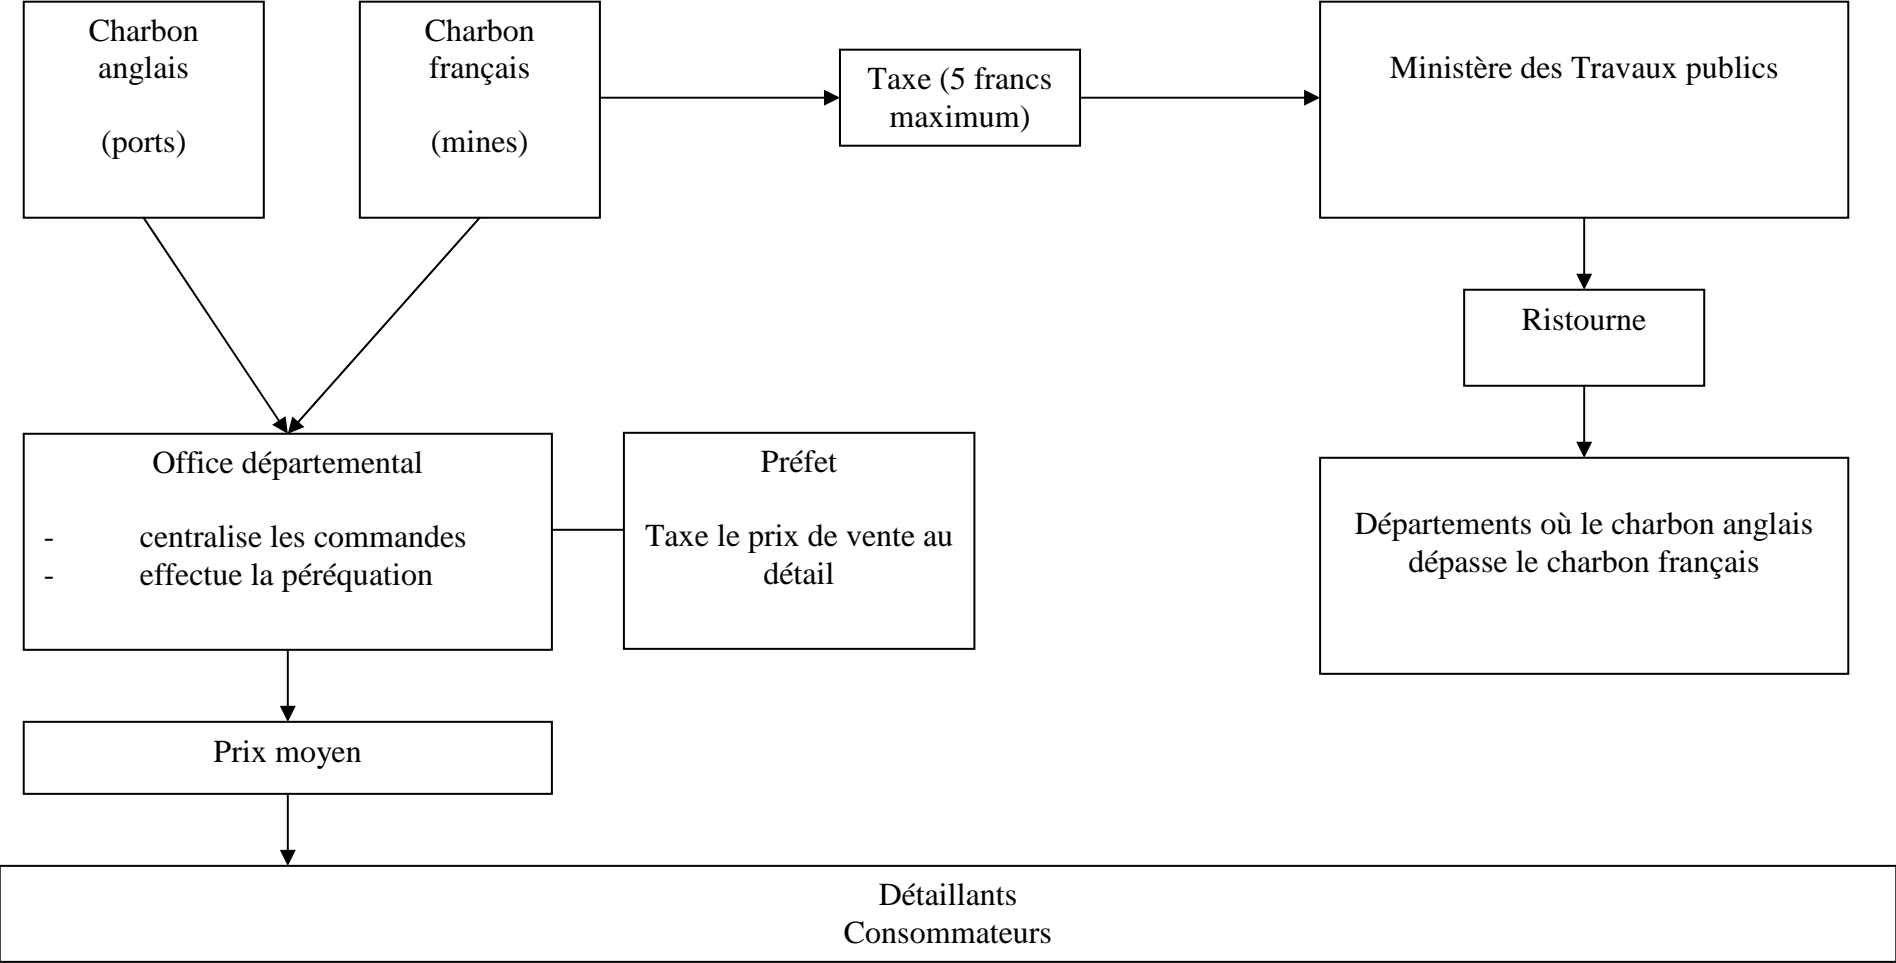 Charbon
anglais
(ports)
Charbon
français
(mines)
Taxe (5 francs
maximum)
Ministère des Travaux publics
Ristourne
Départements où le charbon anglais
dépasse le charbon français
Office départemental
- centralise les commandes
- effectue la péréquation
Préfet
Taxe le prix de vente au
détail
Prix moyen
Détaillants
Consommateurs